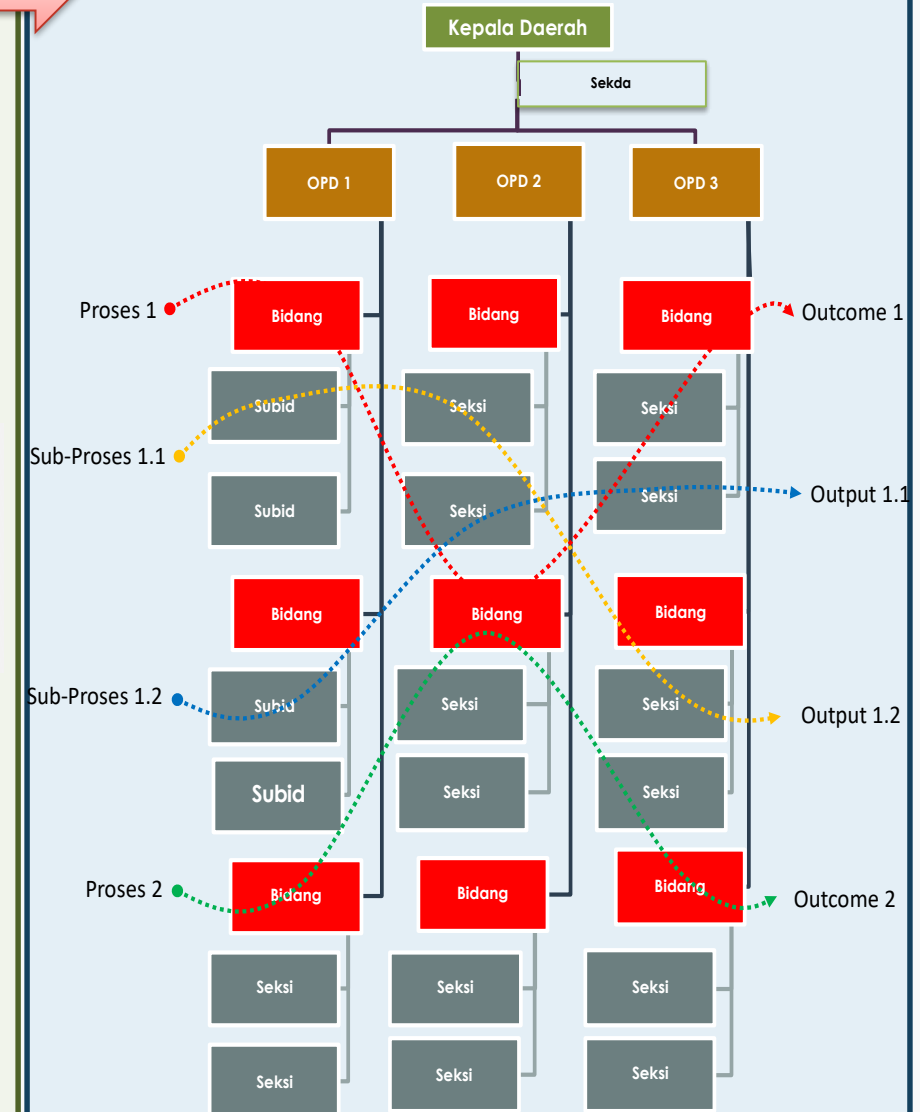 Kepala Daerah
Sekda
OPD 1
OPD 2
OPD 3
Proses 1
Bidang
Bidang
Bidang
Outcome 1
Subid
Seksi
Seksi
Sub-Proses 1.1
Subid
Seksi
Seksi
Output 1.1
Bidang
Bidang
Bidang
Sub-Proses 1.2
Subid
Seksi
Seksi
Output 1.2
Subid
Seksi
Seksi
Proses 2
Bidang
Bidang
Bidang
Outcome 2
Seksi
Seksi
Seksi
Seksi
Seksi
Seksi